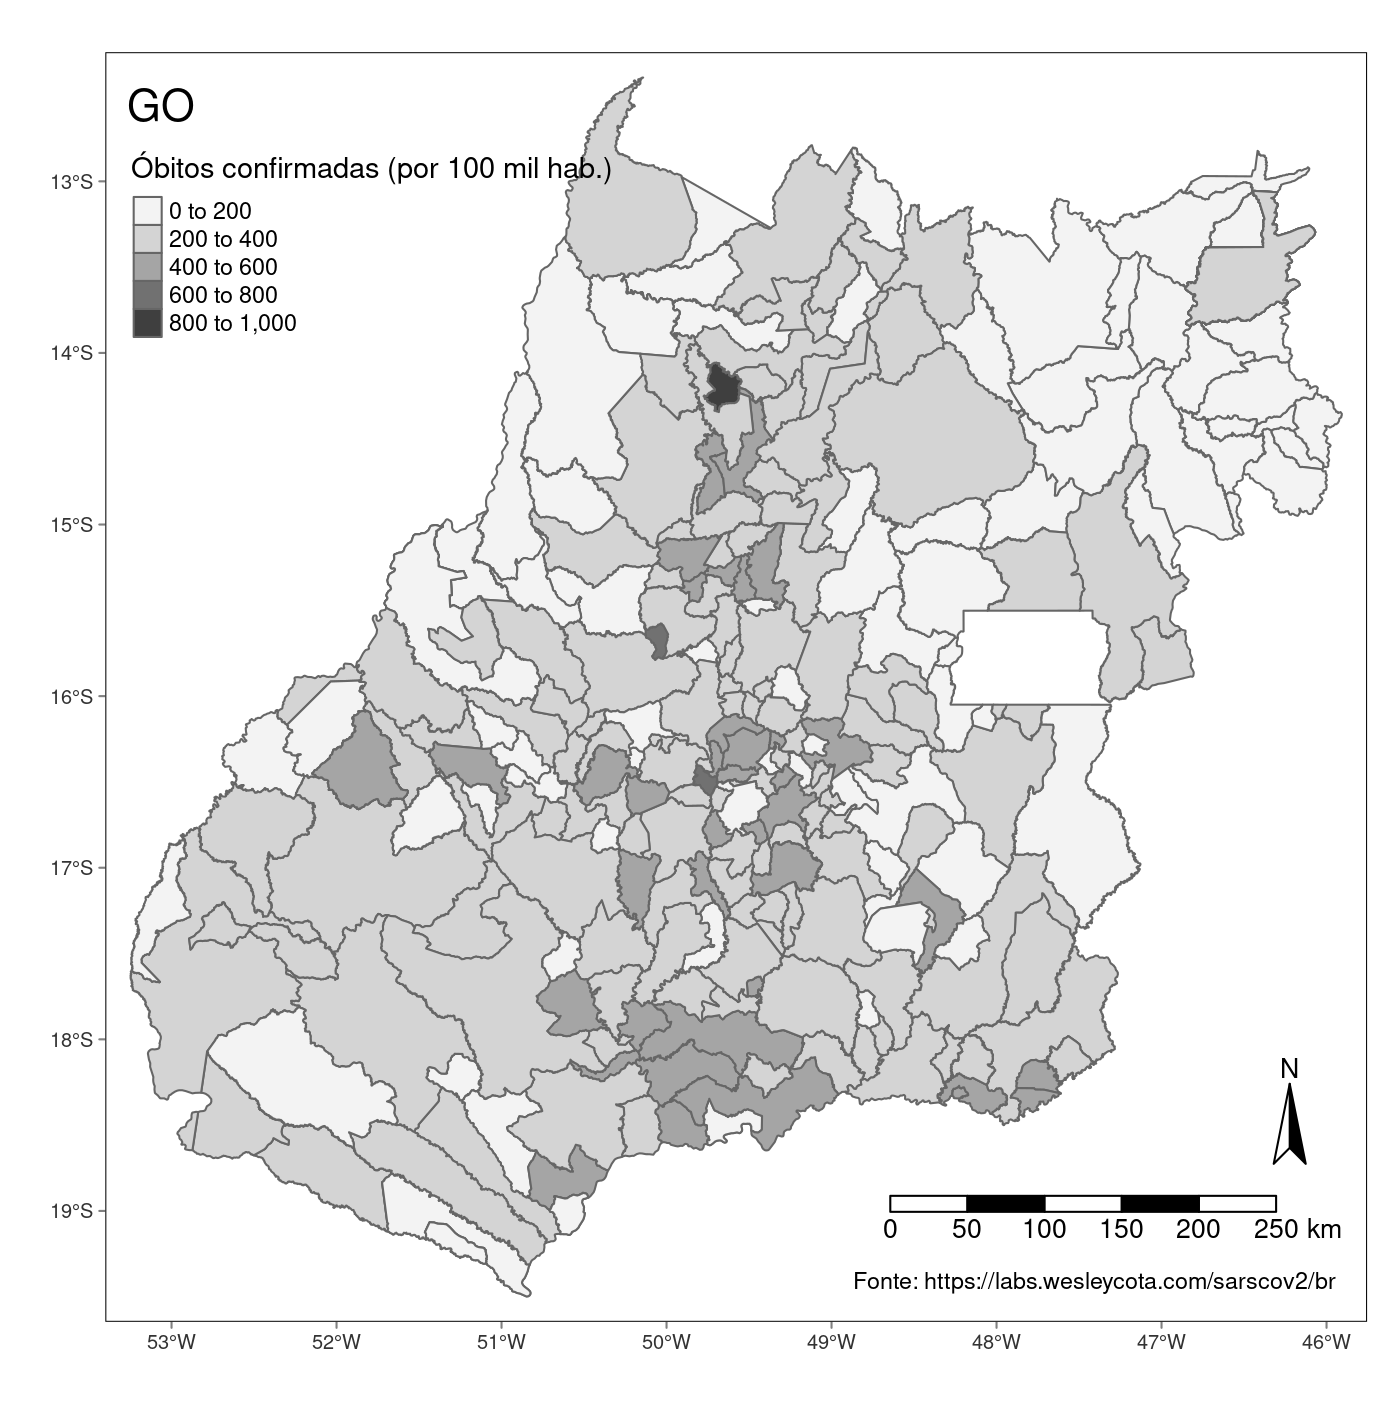 GO
Óbitos confirmadas (por 100 mil hab.)
0 to 200
200 to 400
400 to 600
600 to 800
800 to 1,000
13°S
14°S
15°S
16°S
17°S
18°S
19°S
N
0 50 100 150 200 250 km
Fonte: https://labs.wesleycota.com/sarscov2/br
53°W 52°W 51°W 50°W 49°W 48°W 47°W 46°W